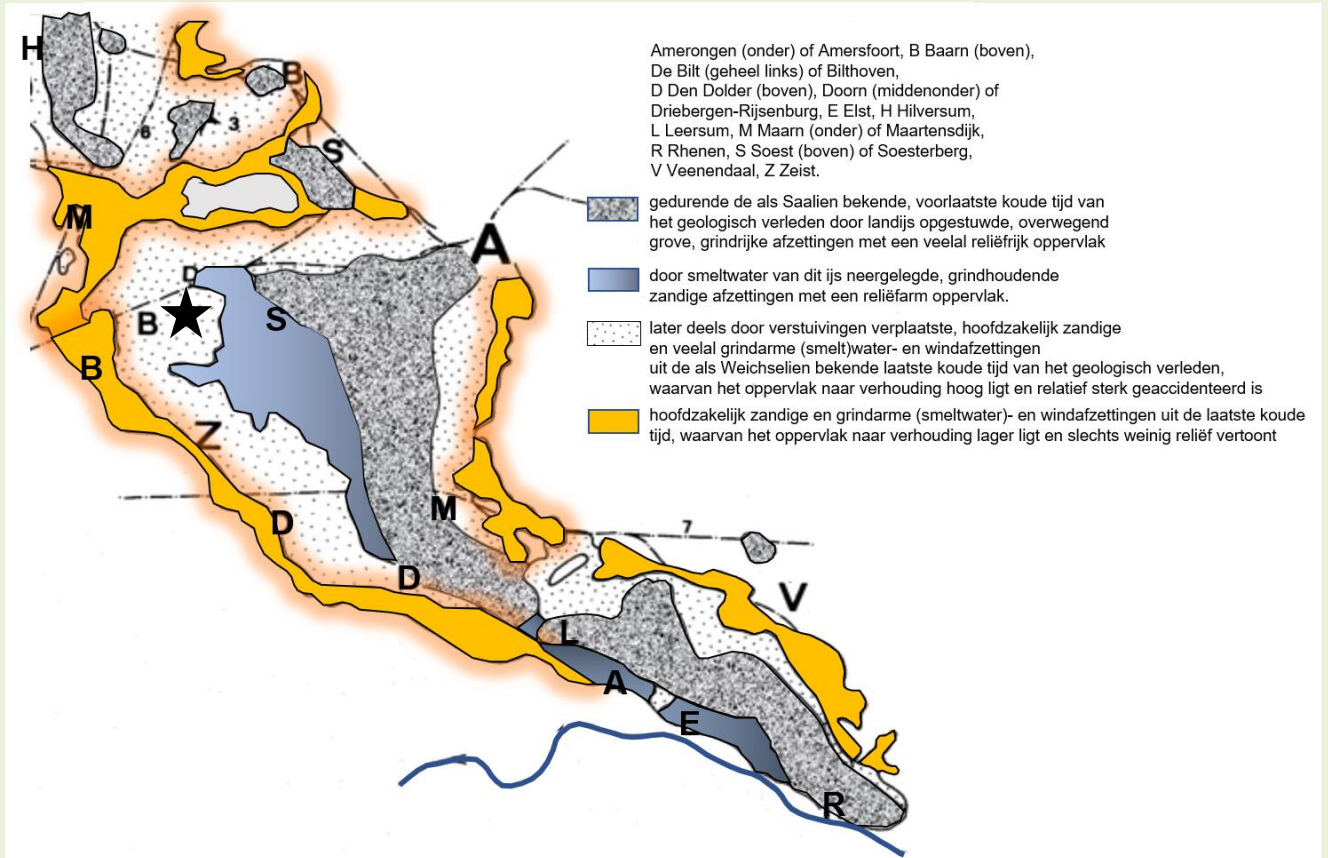 H
B
6
3
S
M
A
D
B
S
B
Z
M
D
7
D
V
L
A
E
R
Amerongen (onder) of Amersfoort, B Baarn (boven),
De Bilt (geheel links) of Bilthoven,
D Den Dolder (boven), Doorn (middenonder) of
Driebergen-Rijsenburg, E Elst, H Hilversum,
L Leersum, M Maarn (onder) of Maartensdijk,
R Rhenen, S Soest (boven) of Soesterberg,
V Veenendaal, Z Zeist.
gedurende de als Saalien bekende, voorlaatste koude tijd van
het geologisch verleden door landijs opgestuwde, overwegend
grove, grindrijke afzettingen met een veelal reliëfrijk oppervlak
door smeltwater van dit ijs neergelegde, grindhoudende
zandige afzettingen met een reliëfarm oppervlak.
later deels door verstuivingen verplaatste, hoofdzakelijk zandige
en veelal grindarme (smelt)water- en windafzettingen
uit de als Weichselien bekende laatste koude tijd van het geologisch verleden,
waarvan het oppervlak naar verhouding hoog ligt en relatief sterk geaccidenteerd is
hoofdzakelijk zandige en grindarme (smeltwater)- en windafzettingen uit de laatste koude
tijd, waarvan het oppervlak naar verhouding lager ligt en slechts weinig reliëf vertoont